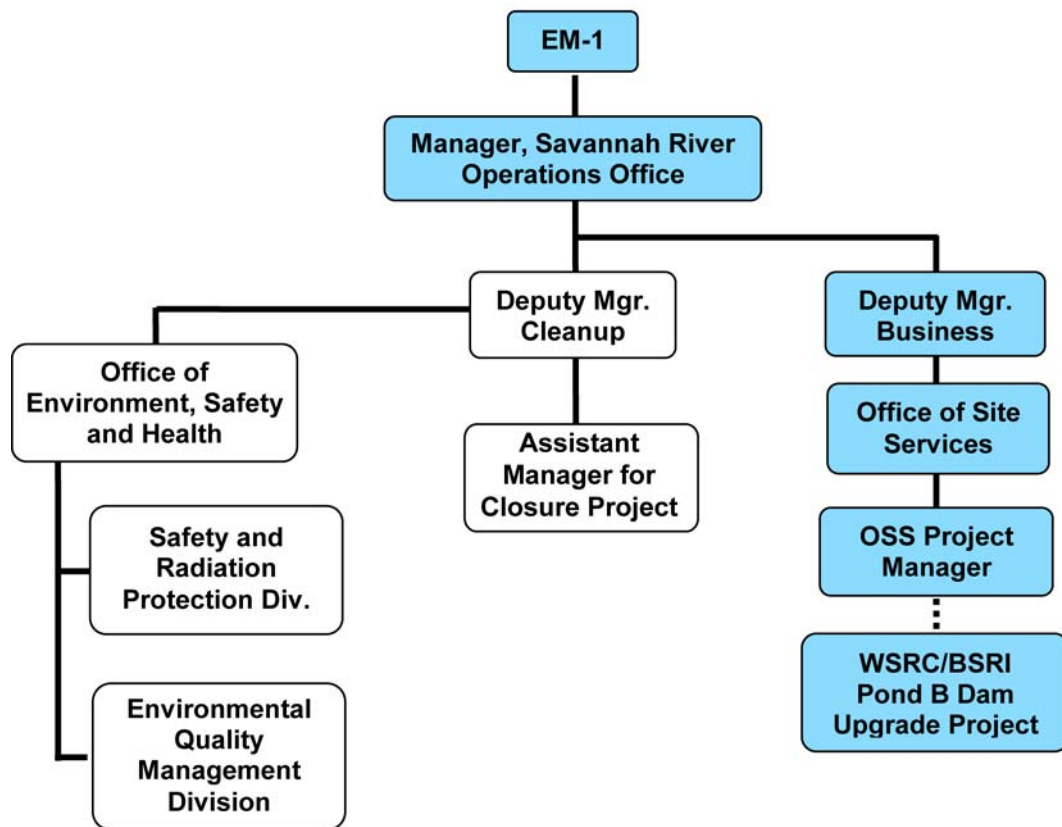 EM-1
Manager, Savannah River
Operations Office
Deputy Mgr.
Cleanup
Deputy Mgr.
Business
Office of
Environment, Safety
and Health
Assistant
Manager for
Closure Project
Office of Site
Services
Safety and
Radiation
Protection Div.
OSS Project
Manager
Environmental
Quality
Management
Division
WSRC/BSRI
Pond B Dam
Upgrade Project